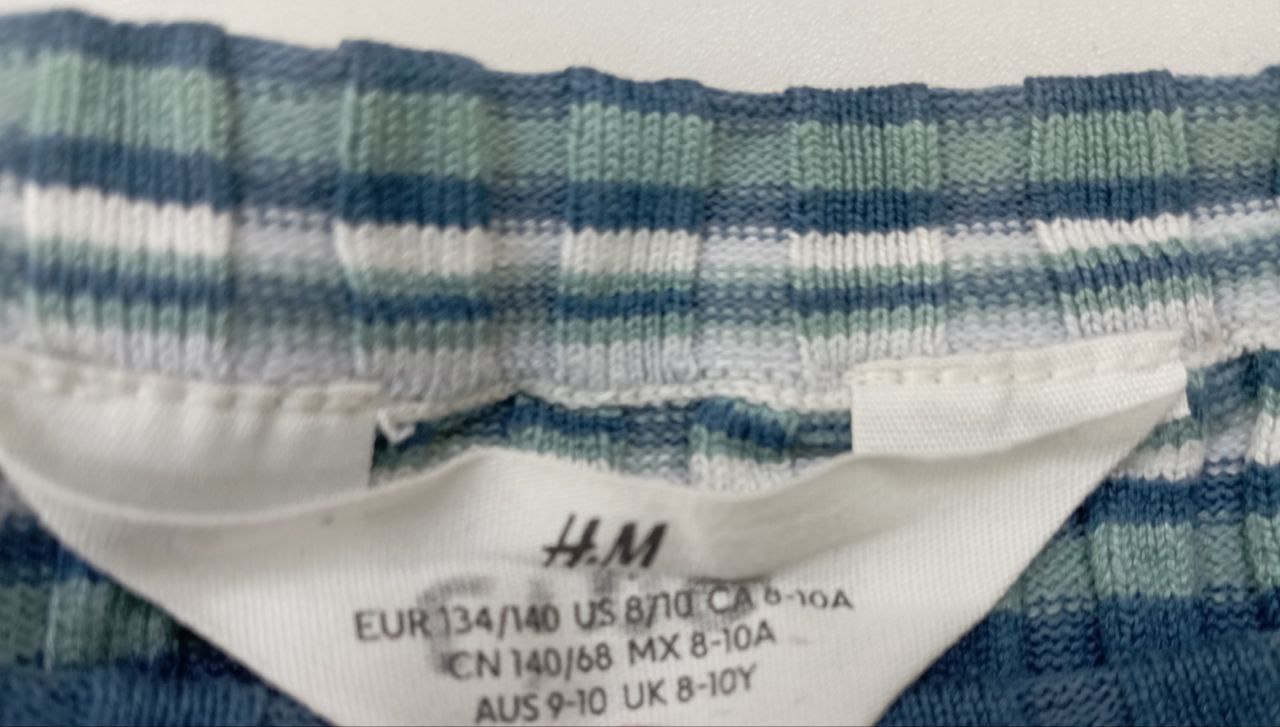 H&M
EUR 134/140 US 8/10 CA 8-10A
CN 140/68 MX 8-10A
AUS 9-10 UK 8-10Y